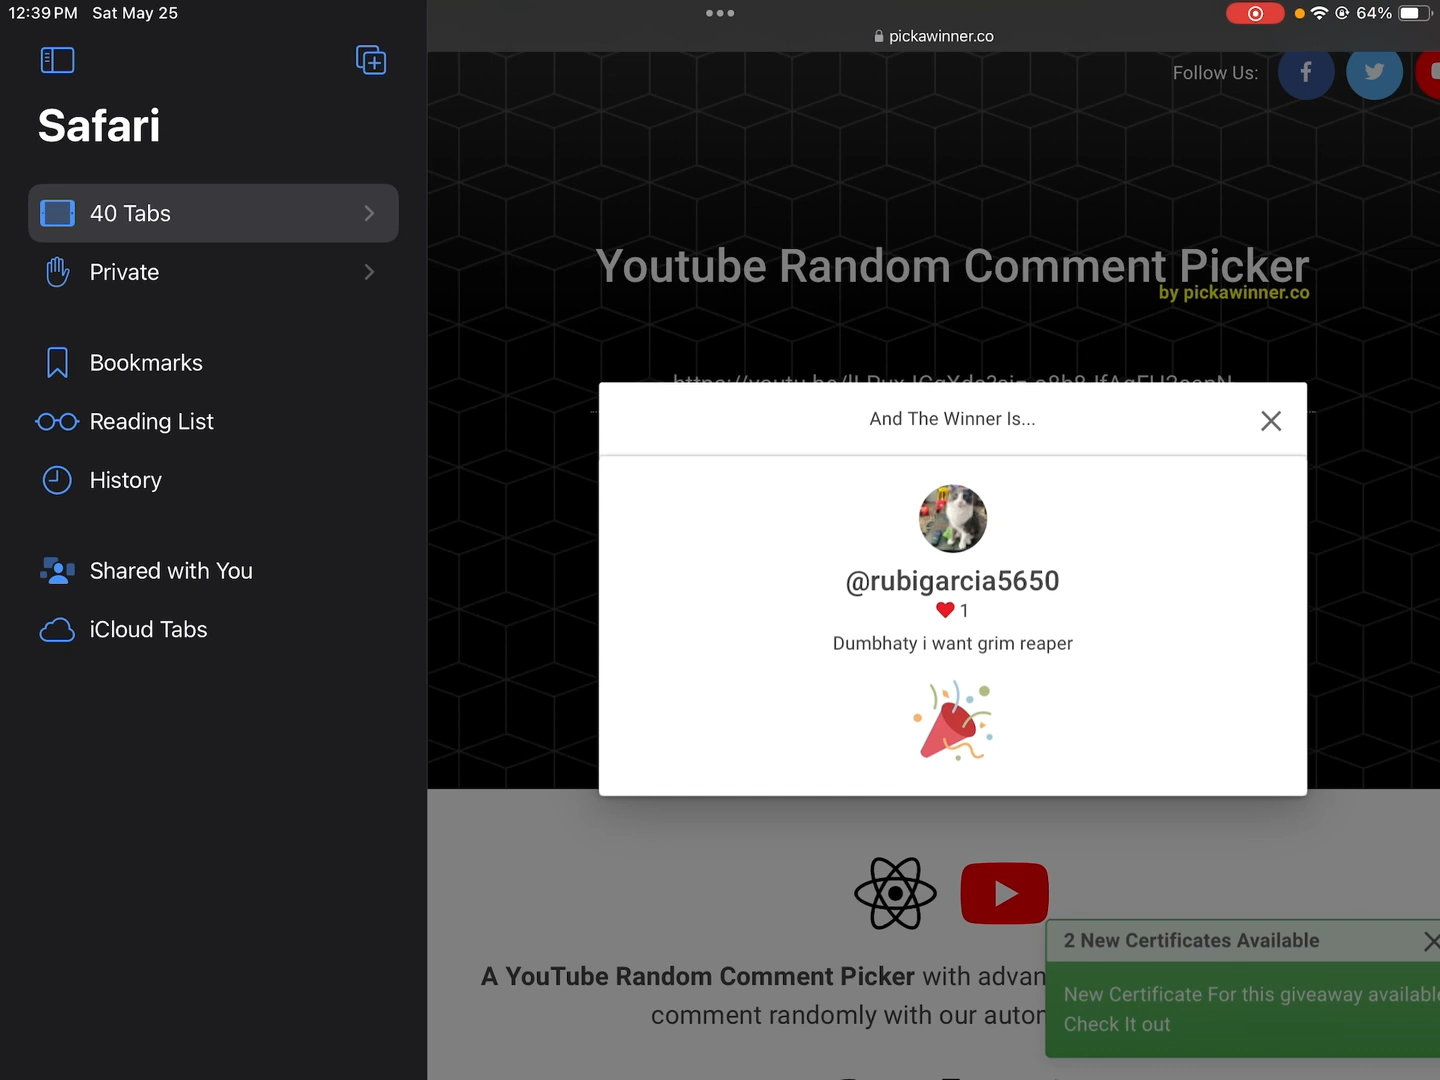 12:39 PM Sat May 25
64%
Safari
40 Tabs
Private
Bookmarks
Reading List
History
Shared with You
iCloud Tabs
pickawinner.co
Follow Us:
Youtube Random Comment Picker
by pickawinner.co
And The Winner Is...
@rubigarcia5650
1
Dumbhaty i want grim reaper
A YouTube Random Comment Picker with advan
comment randomly with our auton
2 New Certificates Available
New Certificate For this giveaway available
Check It out